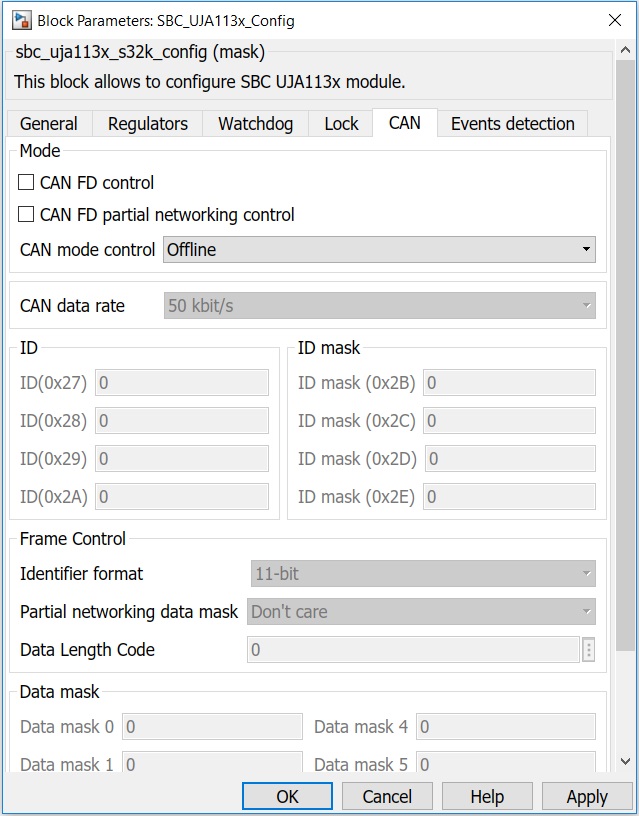 Block Parameters: SBC_UJA113x_Config
sbc_uja113x_s32k_config (mask)
This block allows to configure SBC UJA113x module.
General Regulators Watchdog Lock CAN Events detection
Mode
CAN FD control
CAN FD partial networking control
CAN mode control Offline
CAN data rate 50 kbit/s
ID ID mask
ID(0x27) 0 ID mask (0x2B) 0
ID(0x28) 0 ID mask (0x2C) 0
ID(0x29) 0 ID mask (0x2D) 0
ID(0x2A) 0 ID mask (0x2E) 0
Frame Control
Identifier format 11-bit
Partial networking data mask Don't care
Data Length Code 0
Data mask
Data mask 0 0 Data mask 4 0
Data mask 1 0 Data mask 5 0
OK Cancel Help Apply